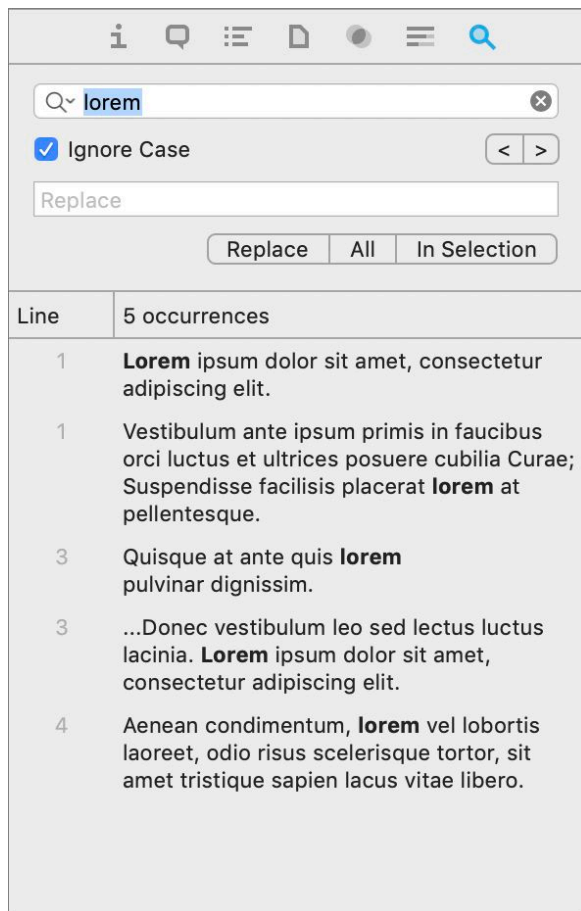 lorem
Ignore Case
< >
Replace
Replace All In Selection
Line 5 occurrences
1 Lorem ipsum dolor sit amet, consectetur
adipiscing elit.
1 Vestibulum ante ipsum primis in faucibus
orci luctus et ultrices posuere cubilia Curae;
Suspendisse facilisis placerat lorem at
pellentesque.
3 Quisque at ante quis lorem
pulvinar dignissim.
3 ...Donec vestibulum leo sed lectus luctus
lacinia. Lorem ipsum dolor sit amet,
consectetur adipiscing elit.
4 Aenean condimentum, lorem vel lobortis
laoreet, odio risus scelerisque tortor, sit
amet tristique sapien lacus vitae libero.